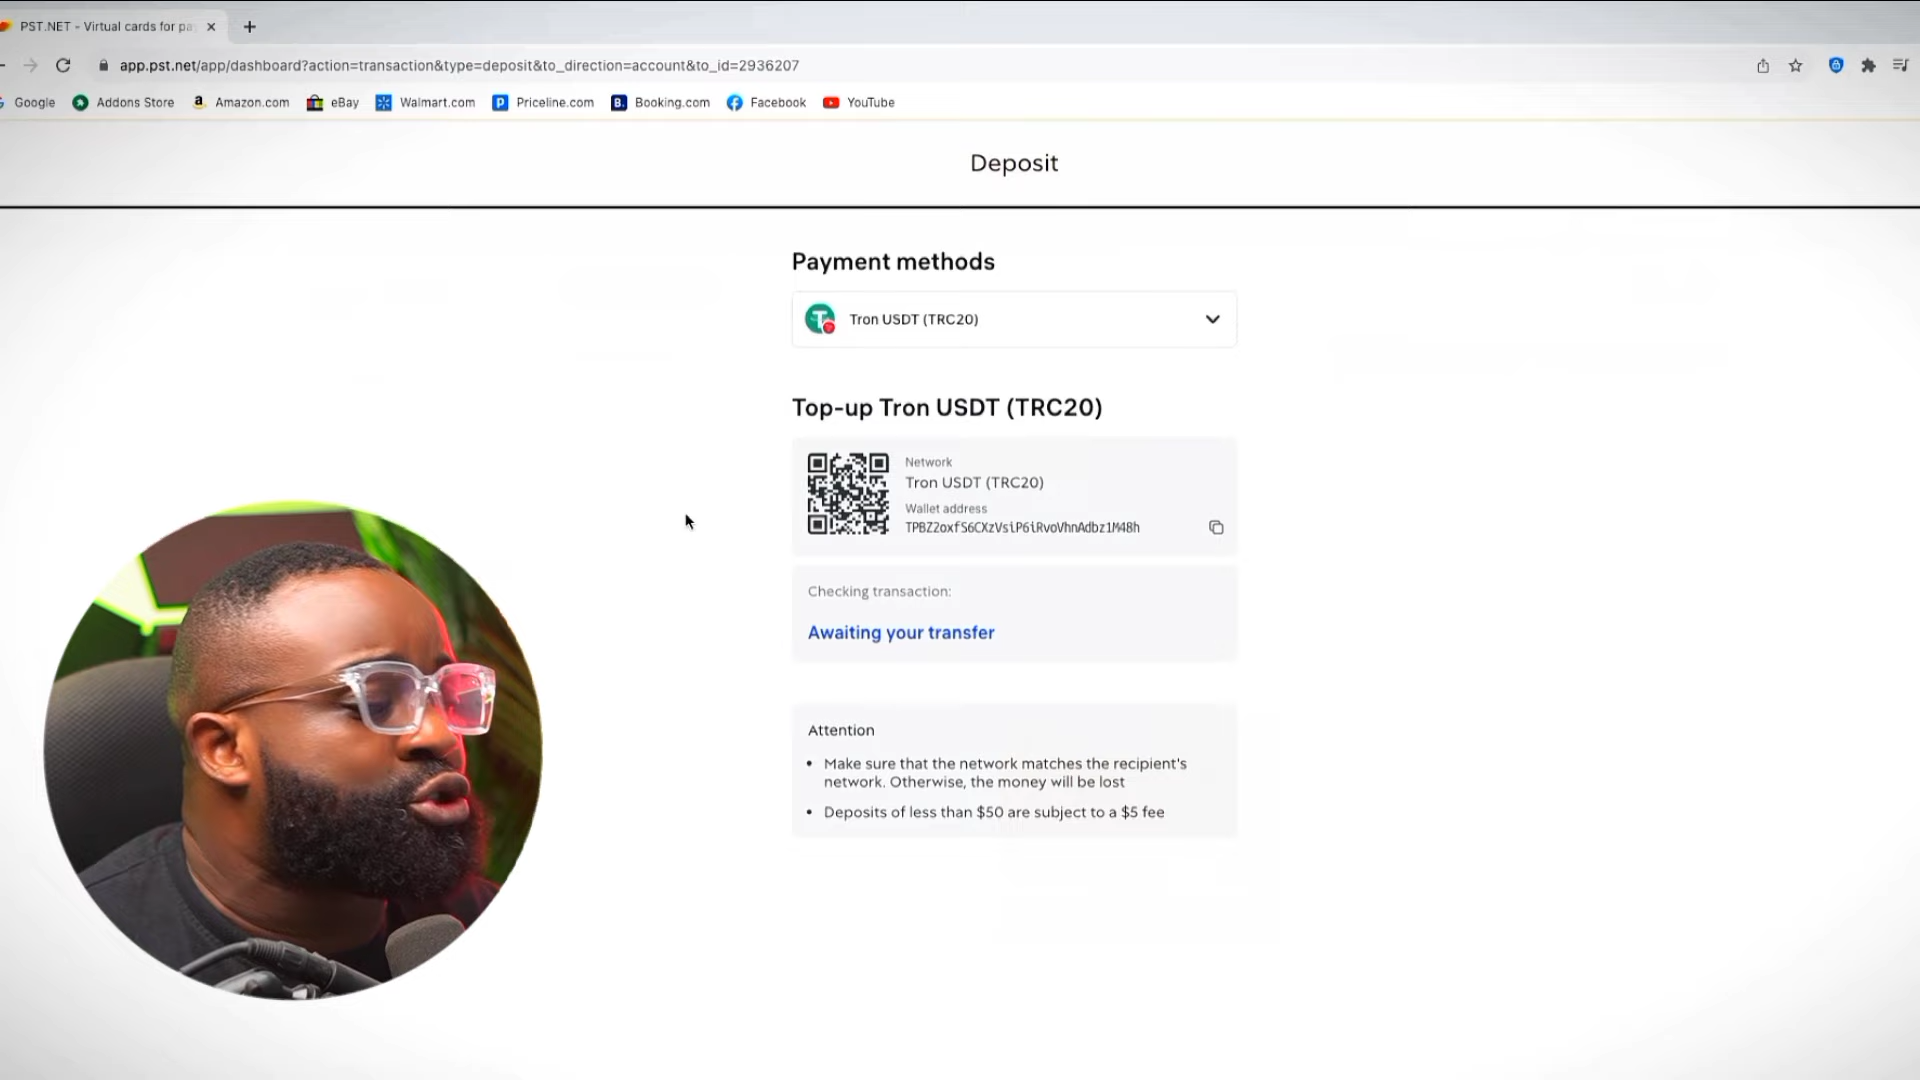 PST.NET - Virtual cards for pa
app.pst.net/app/dashboard?action=transaction&type=deposit&to_direction=account&to_id=2936207
Google Addons Store Amazon.com eBay Walmart.com Priceline.com Booking.com Facebook YouTube
Deposit
Payment methods
Tron USDT (TRC20)
Top-up Tron USDT (TRC20)
Network
Tron USDT (TRC20)
Wallet address
TPBZ2oxfS6CXzVsiP6iRvoVhnAdbz1M48h
Checking transaction:
Awaiting your transfer
Attention
• Make sure that the network matches the recipient's
network. Otherwise, the money will be lost
• Deposits of less than $50 are subject to a $5 fee